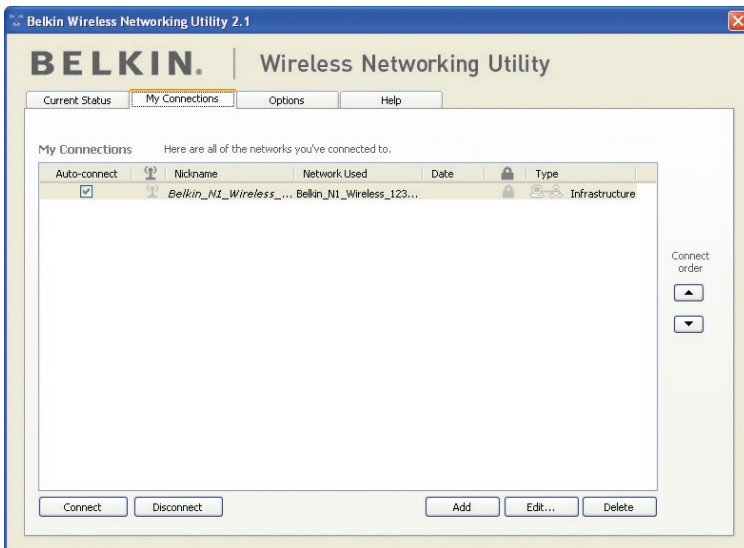 Belkin Wireless Networking Utility 2.1
BELKIN. | Wireless Networking Utility
Current Status My Connections Options Help
My Connections Here are all of the networks you've connected to.
Auto-connect Nickname Network Used Date Type
Belkin_N1_Wireless_... Belkin_N1_Wireless_123... Infrastructure
Connect
order
Connect Disconnect Add Edit... Delete